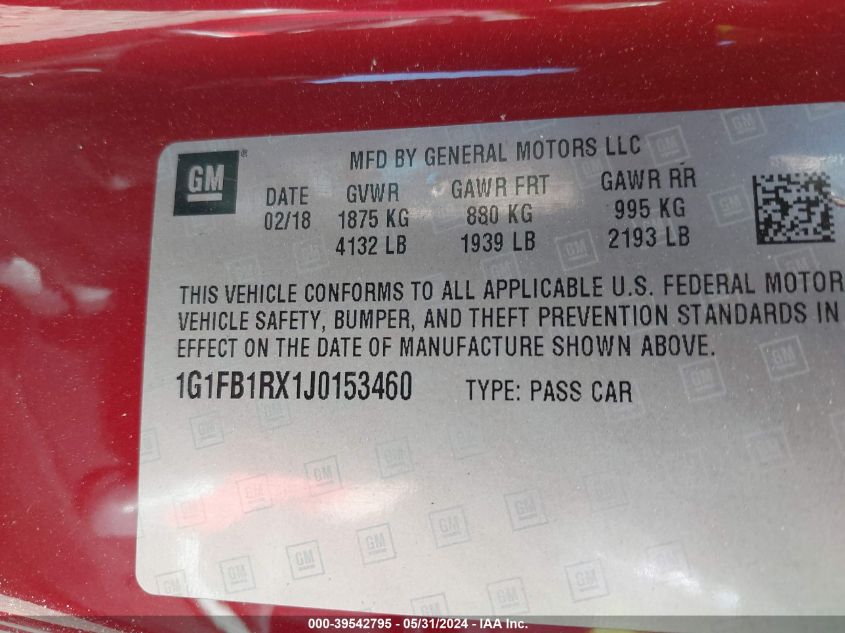 GM ®
MFD BY GENERAL MOTORS LLC
DATE GVWR GAWR FRT GAWR RR
02/18 1875 KG 880 KG 995 KG
4132 LB 1939 LB 2193 LB
THIS VEHICLE CONFORMS TO ALL APPLICABLE U.S. FEDERAL MOTOR
VEHICLE SAFETY, BUMPER, AND THEFT PREVENTION STANDARDS IN
EFFECT ON THE DATE OF MANUFACTURE SHOWN ABOVE.
1G1FB1RX1J0153460 TYPE: PASS CAR
000-39542795 - 05/31/2024 - IAA Inc.